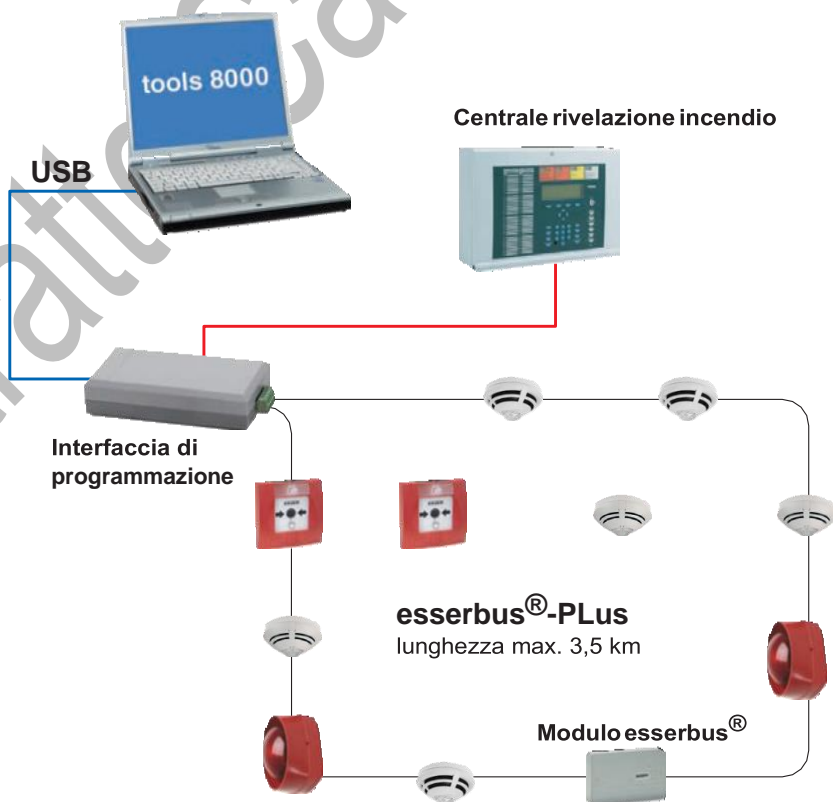 tools 8000
Centrale rivelazione incendio
USB
Interfaccia di
programmazione
esserbus®-PLus
lunghezza max. 3,5 km
Modulo esserbus®